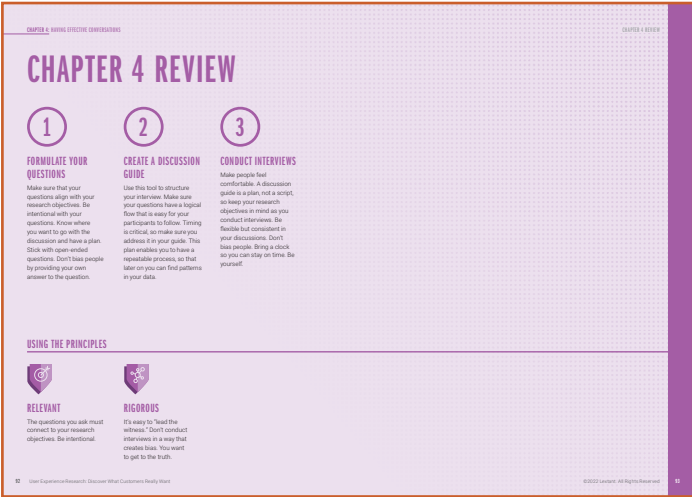 CHAPTER 4: HAVING EFFECTIVE CONVERSATIONS
CHAPTER 4 REVIEW
CHAPTER 4 REVIEW
1
FORMULATE YOUR
QUESTIONS
Make sure that your
questions align with your
research objectives. Be
intentional with your
questions. Know where
you want to go with the
discussion and have a plan.
Stick with open-ended
questions. Don't bias people
by providing your own
answer to the question.
2
CREATE A DISCUSSION
GUIDE
Use this tool to structure
your interview. Make sure
your questions have a logical
flow that is easy for your
participants to follow. Timing
is critical, so make sure you
address it in your guide. This
plan enables you to have a
repeatable process, so that
later on you can find patterns
in your data.
3
CONDUCT INTERVIEWS
Make people feel
comfortable. A discussion
guide is a plan, not a script,
so keep your research
objectives in mind as you
conduct interviews. Be
flexible but consistent in
your discussions. Don't
bias people. Bring a clock
so you can stay on time. Be
yourself.
USING THE PRINCIPLES
RELEVANT
The questions you ask must
connect to your research
objectives. Be intentional.
RIGOROUS
It's easy to "lead the
witness." Don't conduct
interviews in a way that
creates bias. You want
to get to the truth.
92 User Experience Research: Discover What Customers Really Want
©2022 Lextant. All Rights Reserved 93